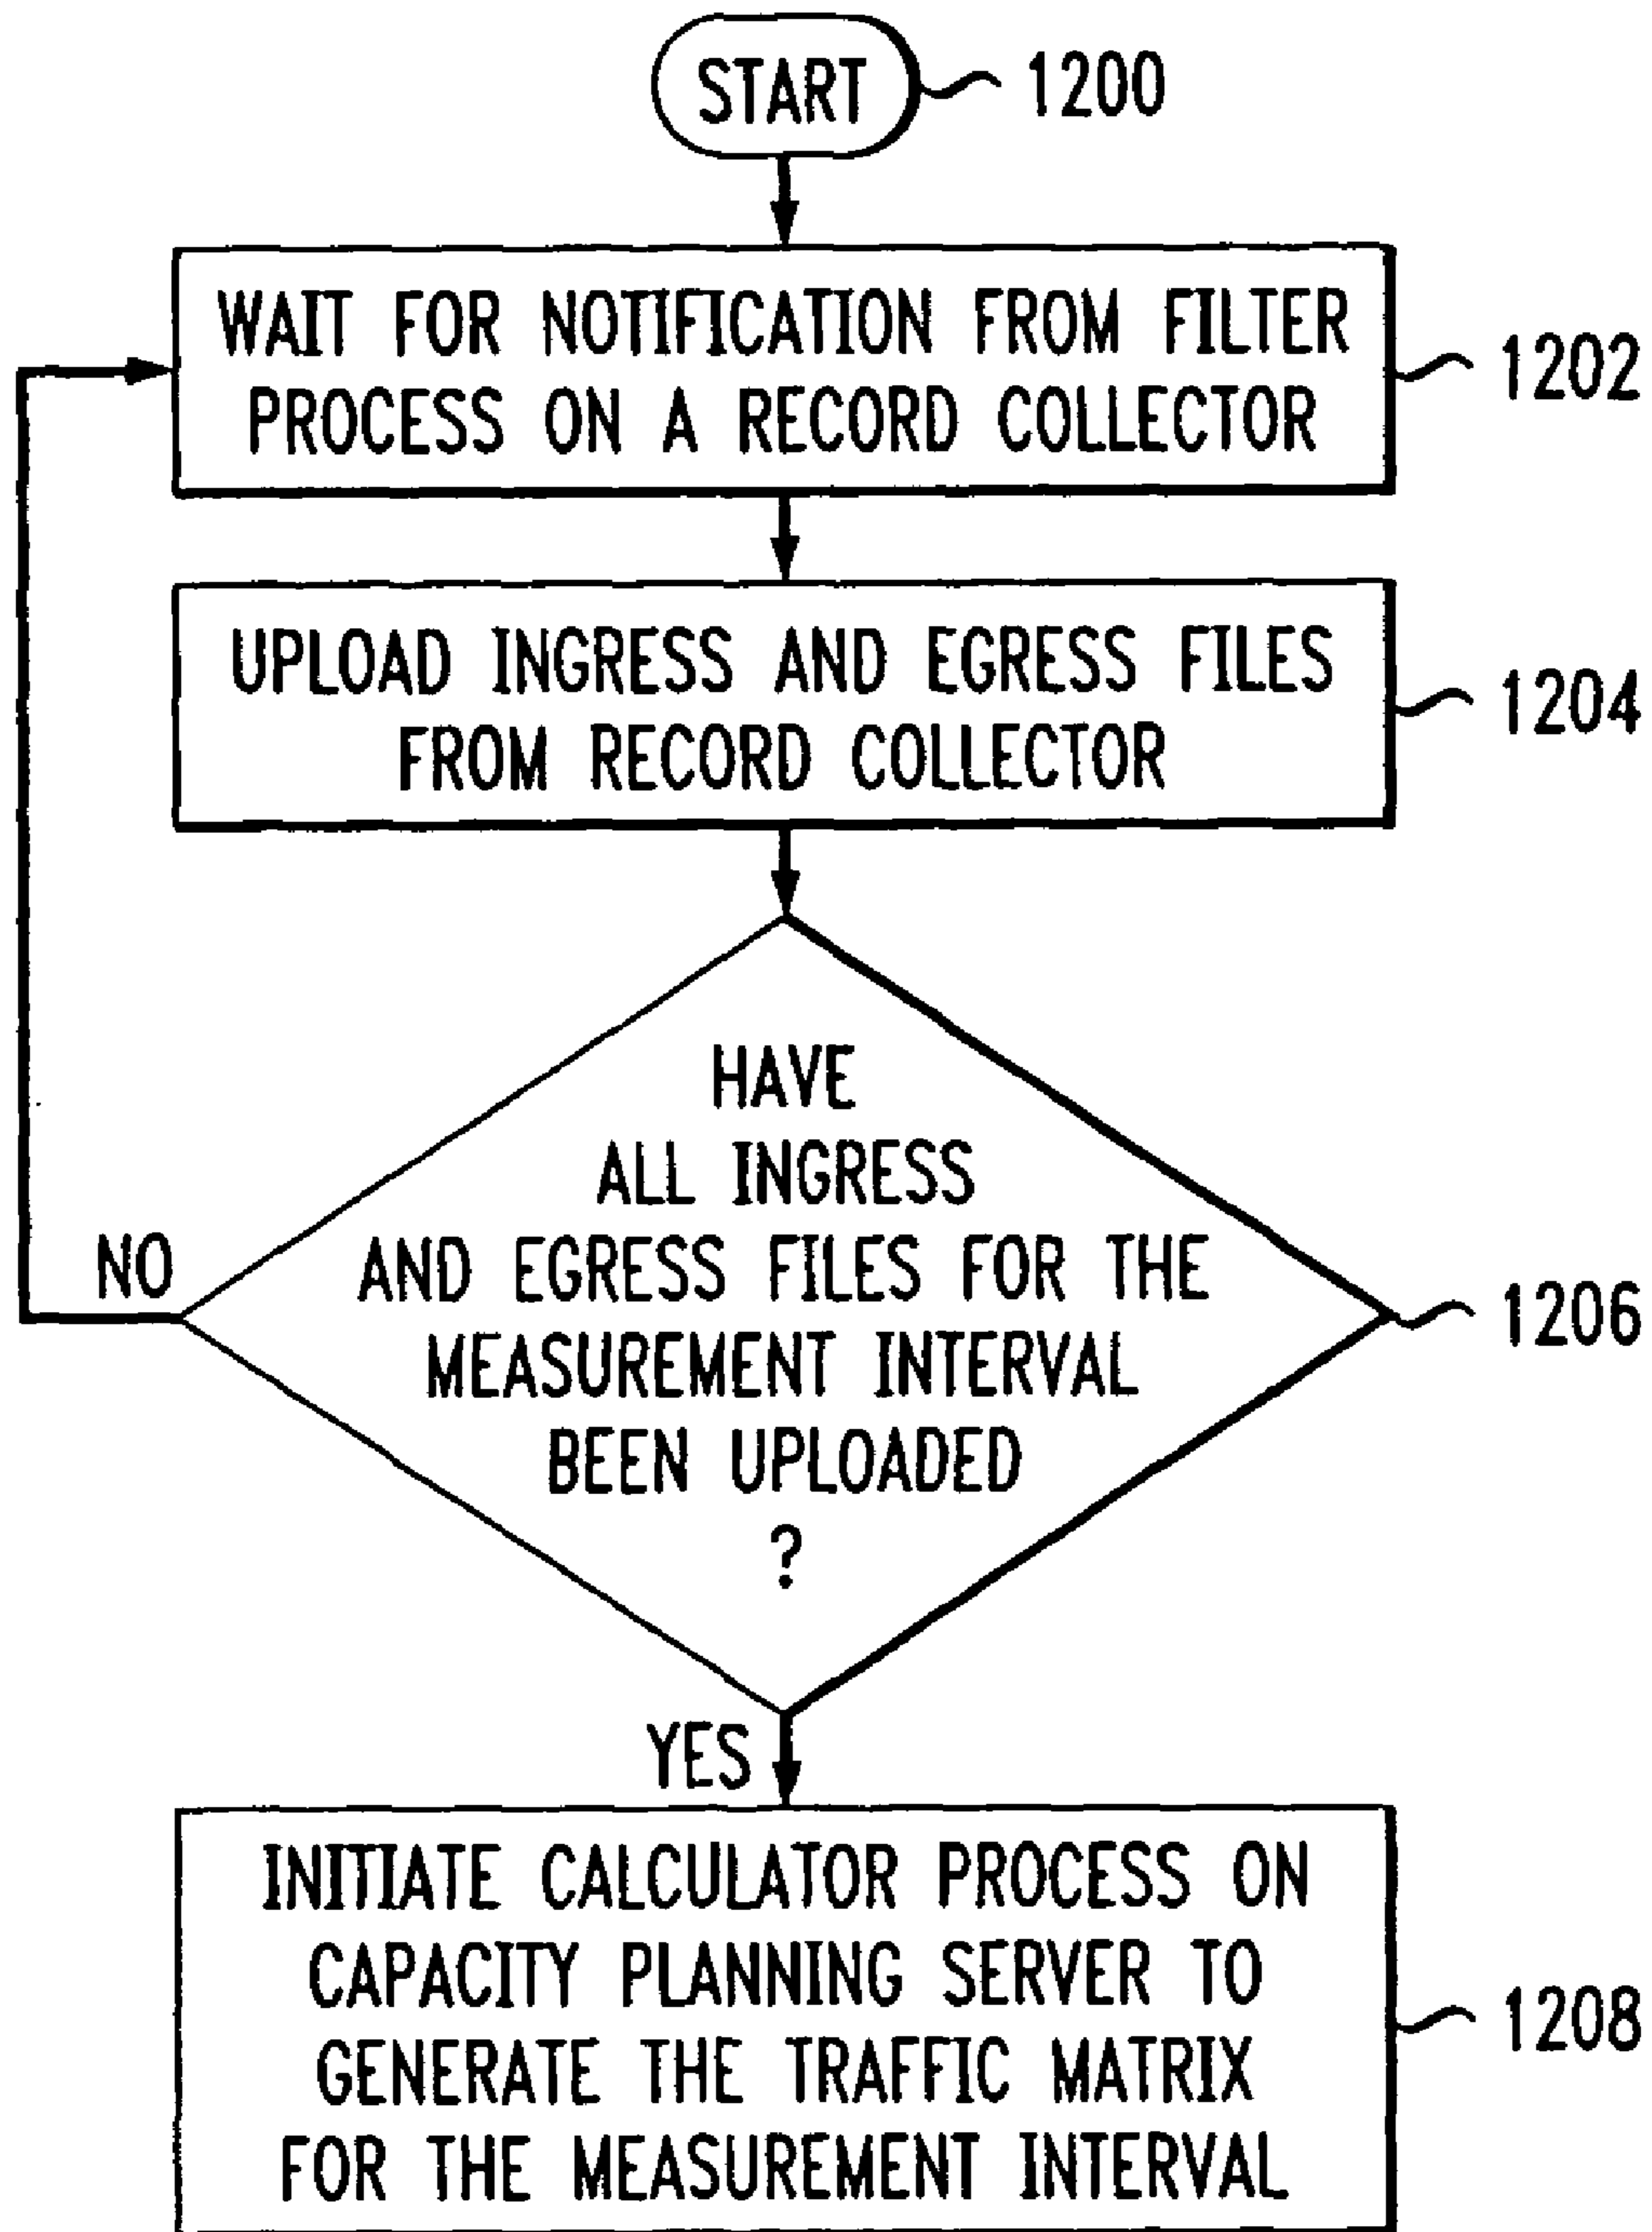 START
1200
WAIT FOR NOTIFICATION FROM FILTER
PROCESS ON A RECORD COLLECTOR
1202
UPLOAD INGRESS AND EGRESS FILES
FROM RECORD COLLECTOR
1204
HAVE
ALL INGRESS
AND EGRESS FILES FOR THE
MEASUREMENT INTERVAL
BEEN UPLOADED
?
1206
NO
YES
INITIATE CALCULATOR PROCESS ON
CAPACITY PLANNING SERVER TO
GENERATE THE TRAFFIC MATRIX
FOR THE MEASUREMENT INTERVAL
1208